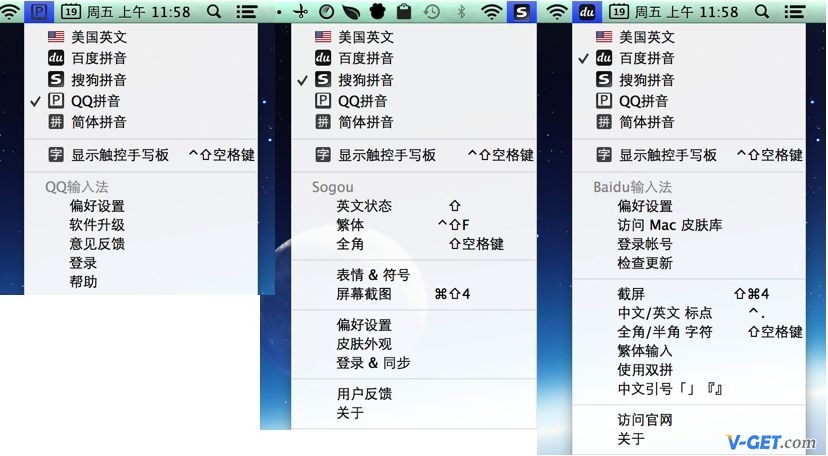 P 19 周五 上午 11:58
美国英文
du 百度拼音
S 搜狗拼音
✓ P QQ拼音
拼 简体拼音
字 显示触控手写板 ^⇧空格键
QQ输入法
偏好设置
软件升级
意见反馈
登录
帮助
S
美国英文
du 百度拼音
✓ S 搜狗拼音
P QQ拼音
拼 简体拼音
字 显示触控手写板 ^⇧空格键
Sogou
英文状态 ⇧
繁体 ^⇧F
全角 ⇧空格键
表情 & 符号
屏幕截图 ⌘⇧4
偏好设置
皮肤外观
登录 & 同步
用户反馈
关于
du 19 周五 上午 11:58
美国英文
✓ du 百度拼音
S 搜狗拼音
P QQ拼音
拼 简体拼音
字 显示触控手写板 ^⇧空格键
Baidu输入法
偏好设置
访问 Mac 皮肤库
登录帐号
检查更新
截屏 ⇧⌘4
中文/英文 标点 ^.
全角/半角 字符 ⇧空格键
繁体输入
使用双拼
中文引号「」『』
访问官网
关于
V-GET.com